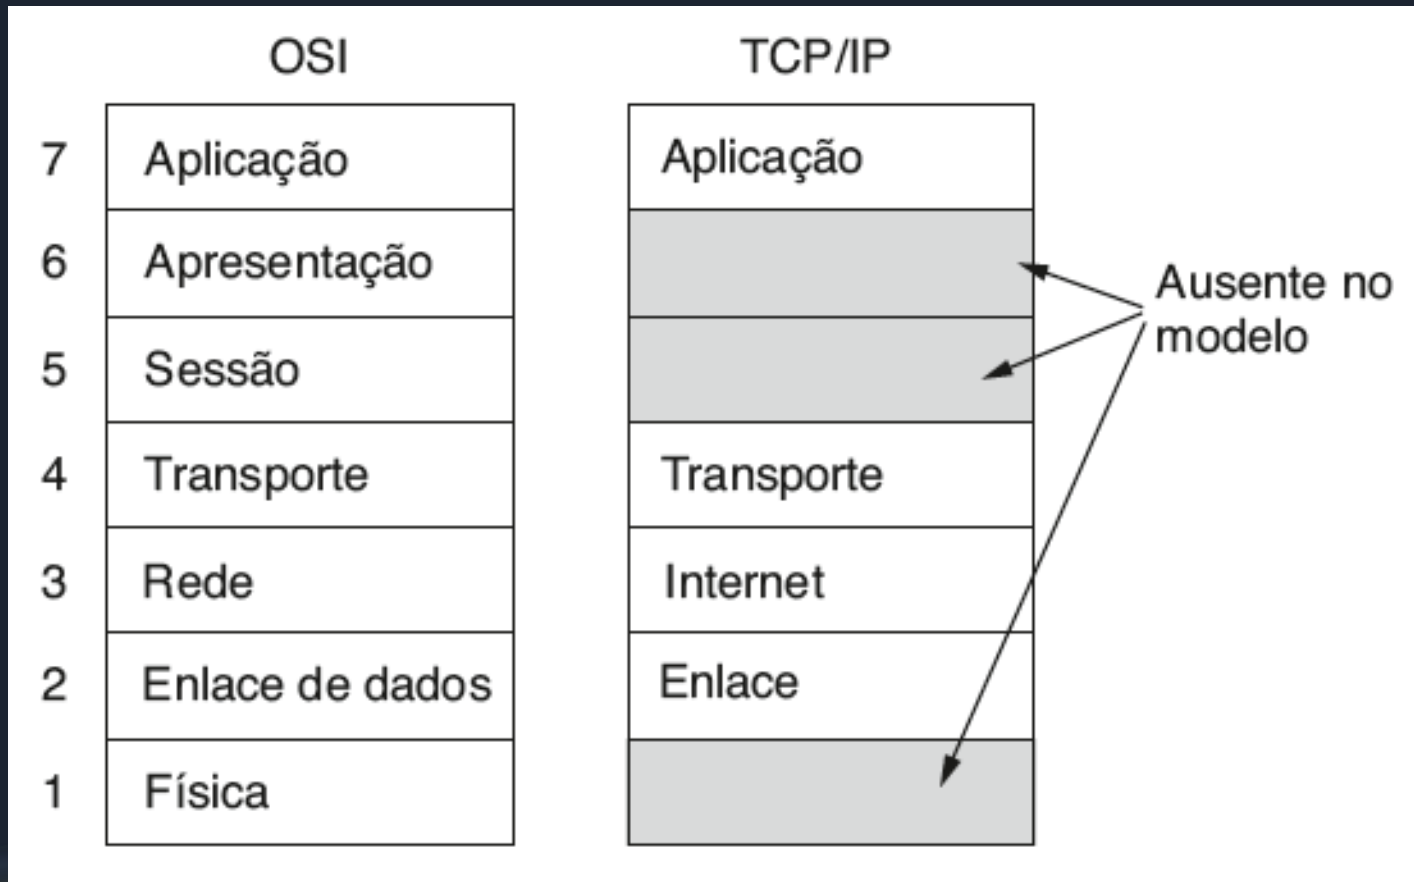 OSI TCP/IP
7 Aplicação Aplicação
6 Apresentação
Ausente no
modelo
5 Sessão
4 Transporte Transporte
3 Rede Internet
2 Enlace de dados Enlace
1 Física